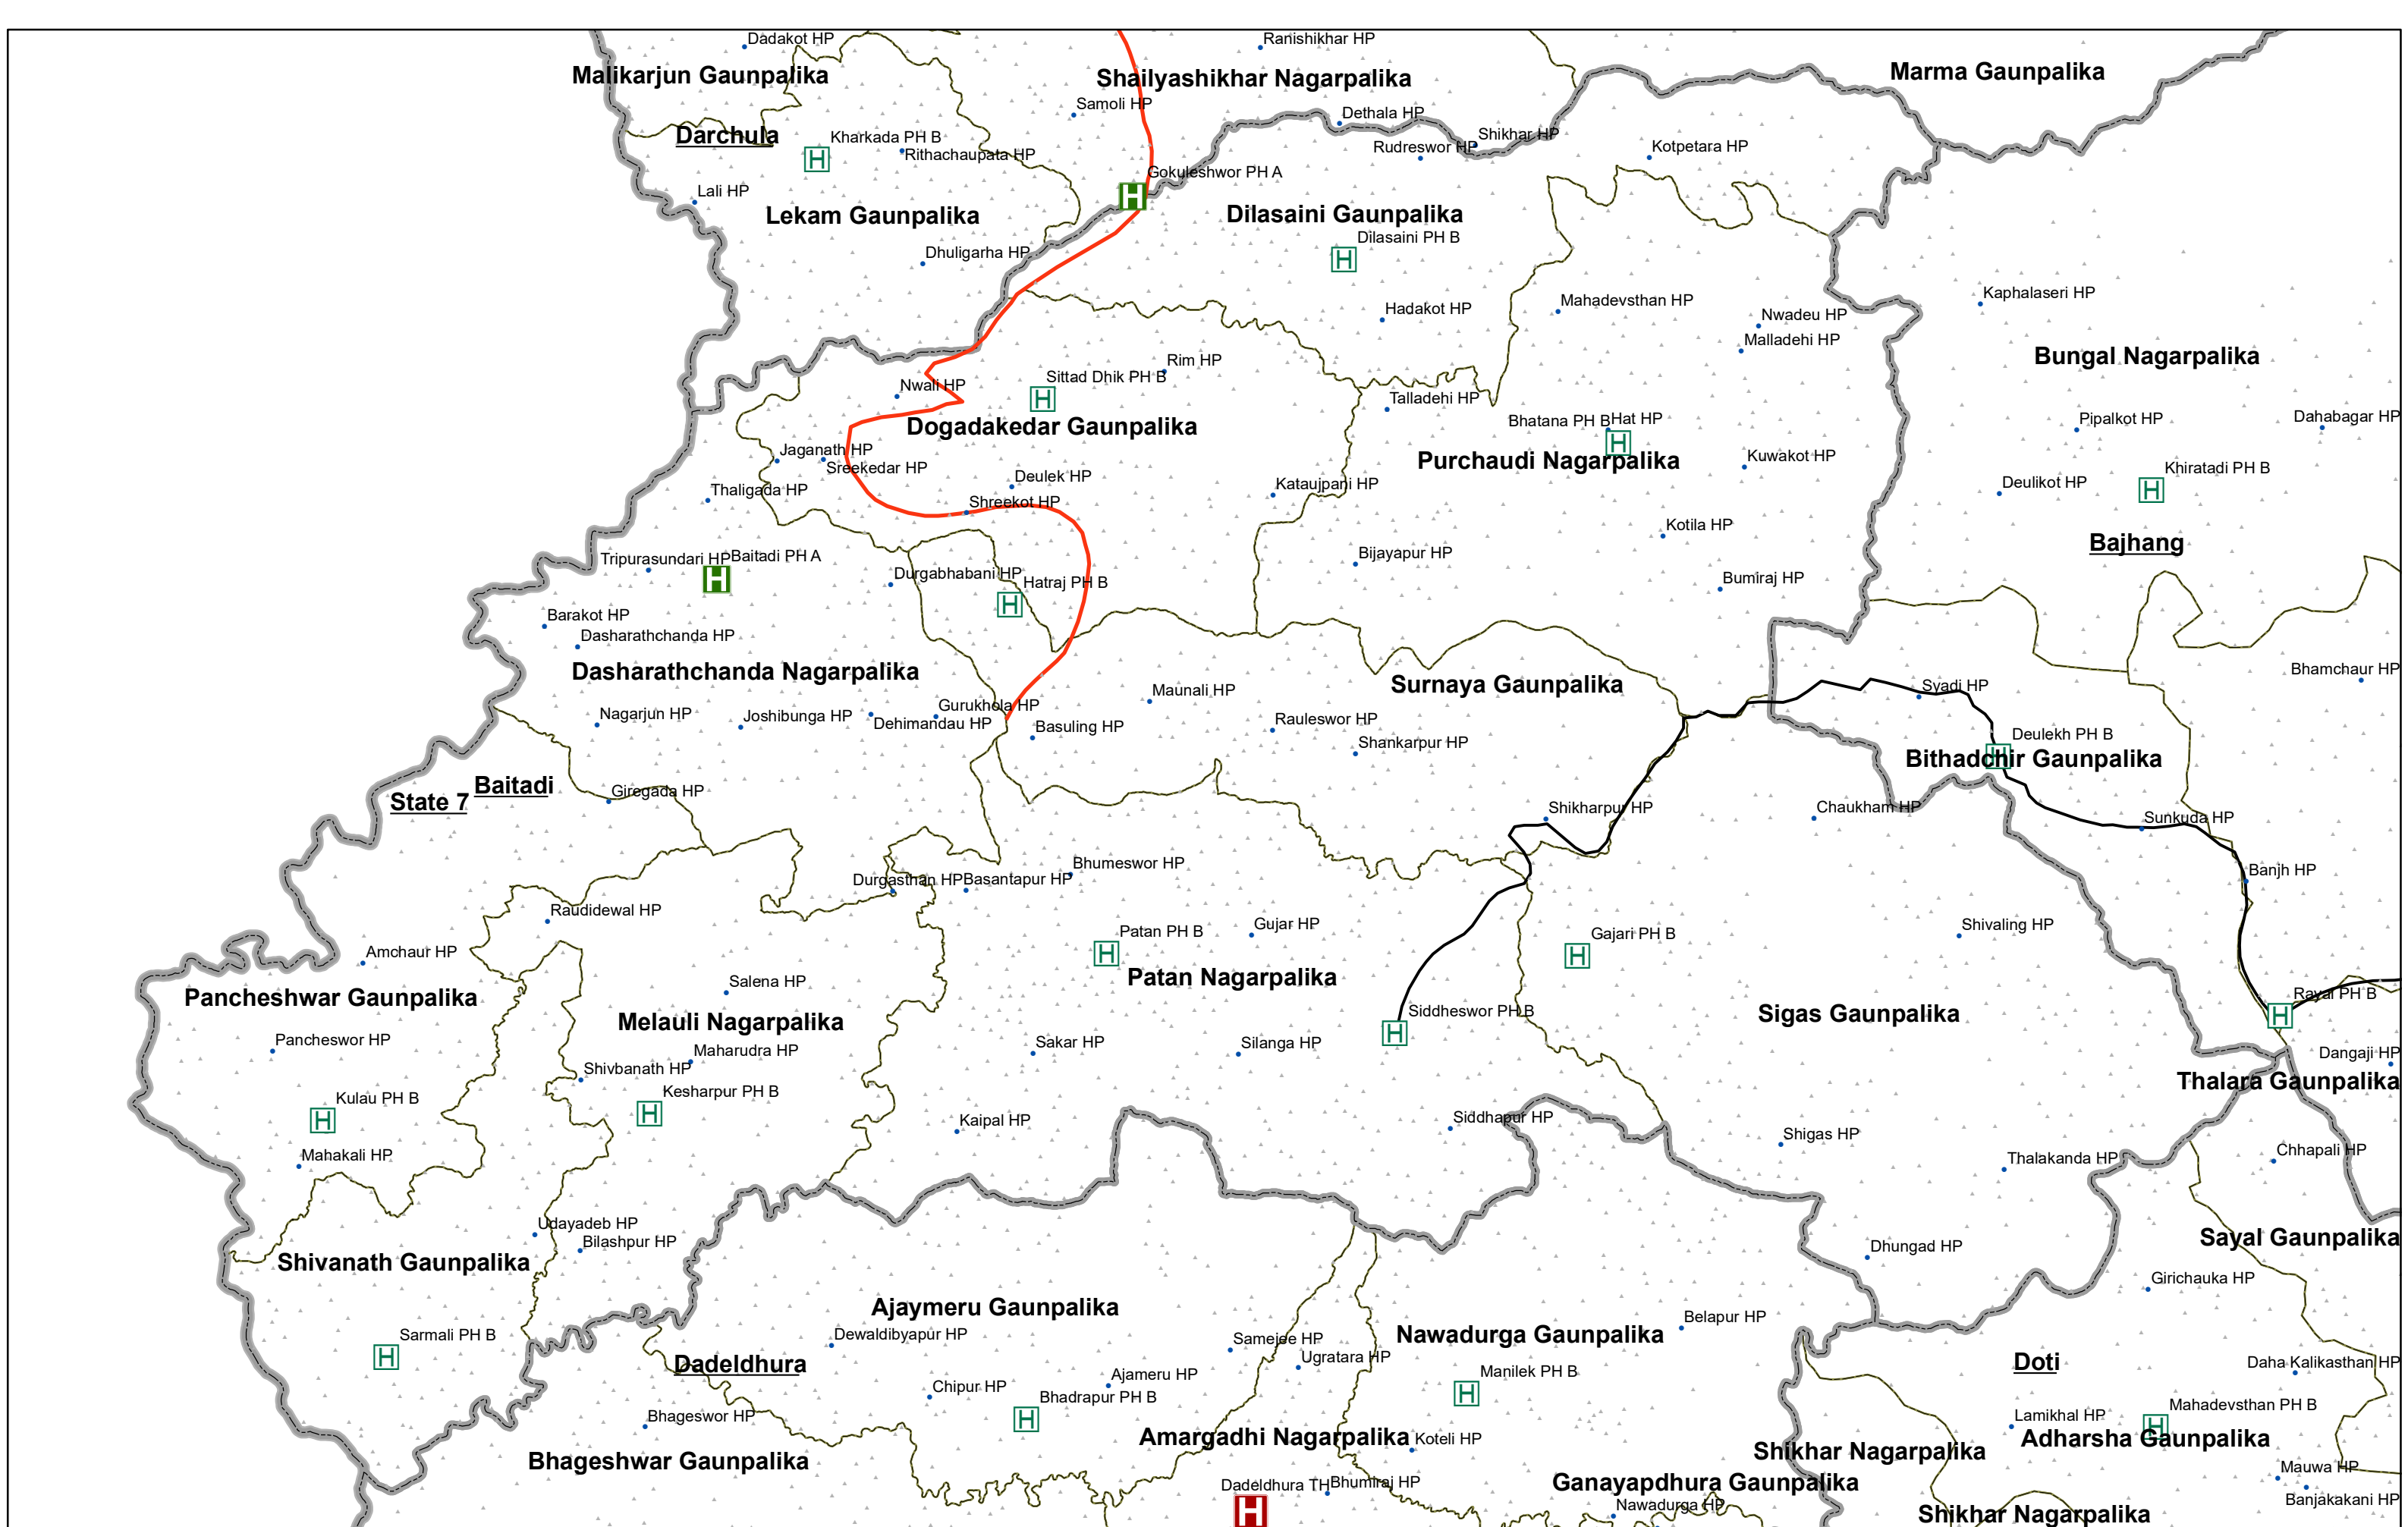 Dadakot HP
Ranishikhar HP
Malikarjun Gaunpalika
Shailyashikhar Nagarpalika
Marma Gaunpalika
Samoli HP
Dethala HP
Darchula
Kharkada PH B
Rithachaupata HP
Shikhar HP
Rudreswor HP
Kotpetara HP
Gokuleshwor PH A
Lali HP
Lekam Gaunpalika
Dilasaini Gaunpalika
Dilasaini PH B
Dhuligarha HP
Kaphalaseri HP
Mahadevsthan HP
Hadakot HP
Nwadeu HP
Malladehi HP
Bungal Nagarpalika
Rim HP
Sittad Dhik PH B
Nwali HP
Talladehi HP
Bhatana PH B
Hat HP
Pipalkot HP
Dahabagar HP
Dogadakedar Gaunpalika
Jaganath HP
Sreekedar HP
Purchaudi Nagarpalika
Kuwakot HP
Khiratadi PH B
Deulek HP
Kataujpani HP
Deulikot HP
Thaligada HP
Shreekot HP
Kotila HP
Bajhang
Tripurasundari HP
Baitadi PH A
Bijayapur HP
Durgabhabani HP
Hatraj PH B
Bumiraj HP
Barakot HP
Dasharathchanda HP
Dasharathchanda Nagarpalika
Surnaya Gaunpalika
Bhamchaur HP
Maunali HP
Syadi HP
Nagarjun HP
Joshibunga HP
Gurukhola HP
Dehimandau HP
Basuling HP
Rauleswor HP
Shankarpur HP
Deulekh PH B
Bithadchir Gaunpalika
Baitadi
State 7
Giregada HP
Shikharpur HP
Chaukham HP
Sunkuda HP
Bhumeswor HP
Durgasthan HP
Basantapur HP
Banjh HP
Raudidewal HP
Patan PH B
Gujar HP
Gajari PH B
Shivaling HP
Amchaur HP
Patan Nagarpalika
Salena HP
Pancheshwar Gaunpalika
Rayal PH B
Melauli Nagarpalika
Siddheswor PH B
Sigas Gaunpalika
Pancheswor HP
Maharudra HP
Sakar HP
Silanga HP
Dangaji HP
Shivbanath HP
Thalara Gaunpalika
Kulau PH B
Kesharpur PH B
Kaipal HP
Siddhapur HP
Shigas HP
Mahakali HP
Thalakanda HP
Chhapali HP
Udayadeb HP
Bilashpur HP
Dhungad HP
Sayal Gaunpalika
Shivanath Gaunpalika
Girichauka HP
Ajaymeru Gaunpalika
Belapur HP
Sarmali PH B
Dewaldibyapur HP
Samejee HP
Nawadurga Gaunpalika
Ugratara HP
Dadeldhura
Doti
Daha Kalikasthan HP
Ajameru HP
Manilek PH B
Chipur HP
Bhadrapur PH B
Mahadevsthan PH B
Bhageswor HP
Lamikhal HP
Amargadhi Nagarpalika
Koteli HP
Adharsha Gaunpalika
Bhageshwar Gaunpalika
Shikhar Nagarpalika
Mauwa HP
Dadeldhura TH
Bhumiraj HP
Ganayapdhura Gaunpalika
Nawadurga HP
Banjakakani HP
Shikhar Nagarpalika